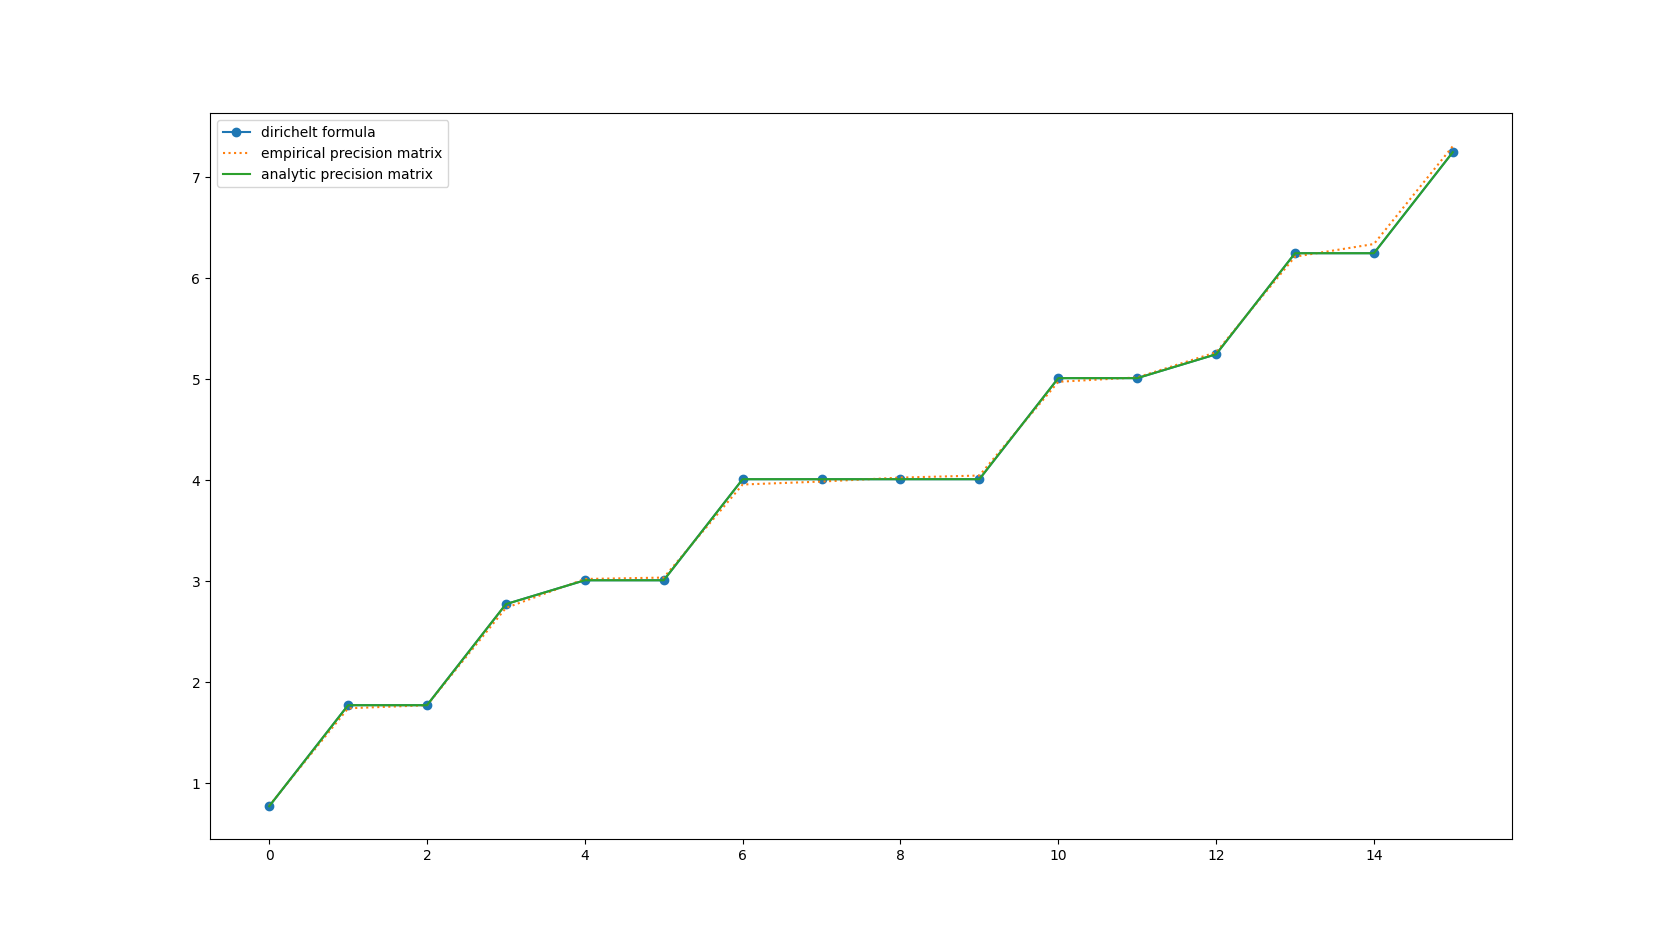 dirichelt formula
empirical precision matrix
analytic precision matrix
7
6
5
4
3
2
1
0 2 4 6 8 10 12 14